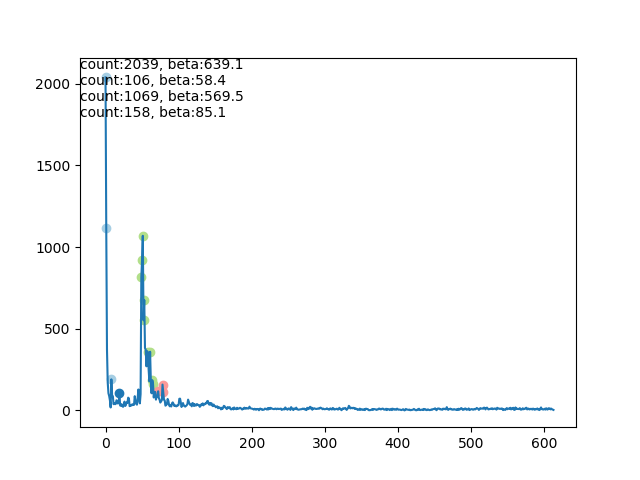 count:2039, beta:639.1
count:106, beta:58.4
count:1069, beta:569.5
count:158, beta:85.1
2000
1500
1000
500
0
0 100 200 300 400 500 600